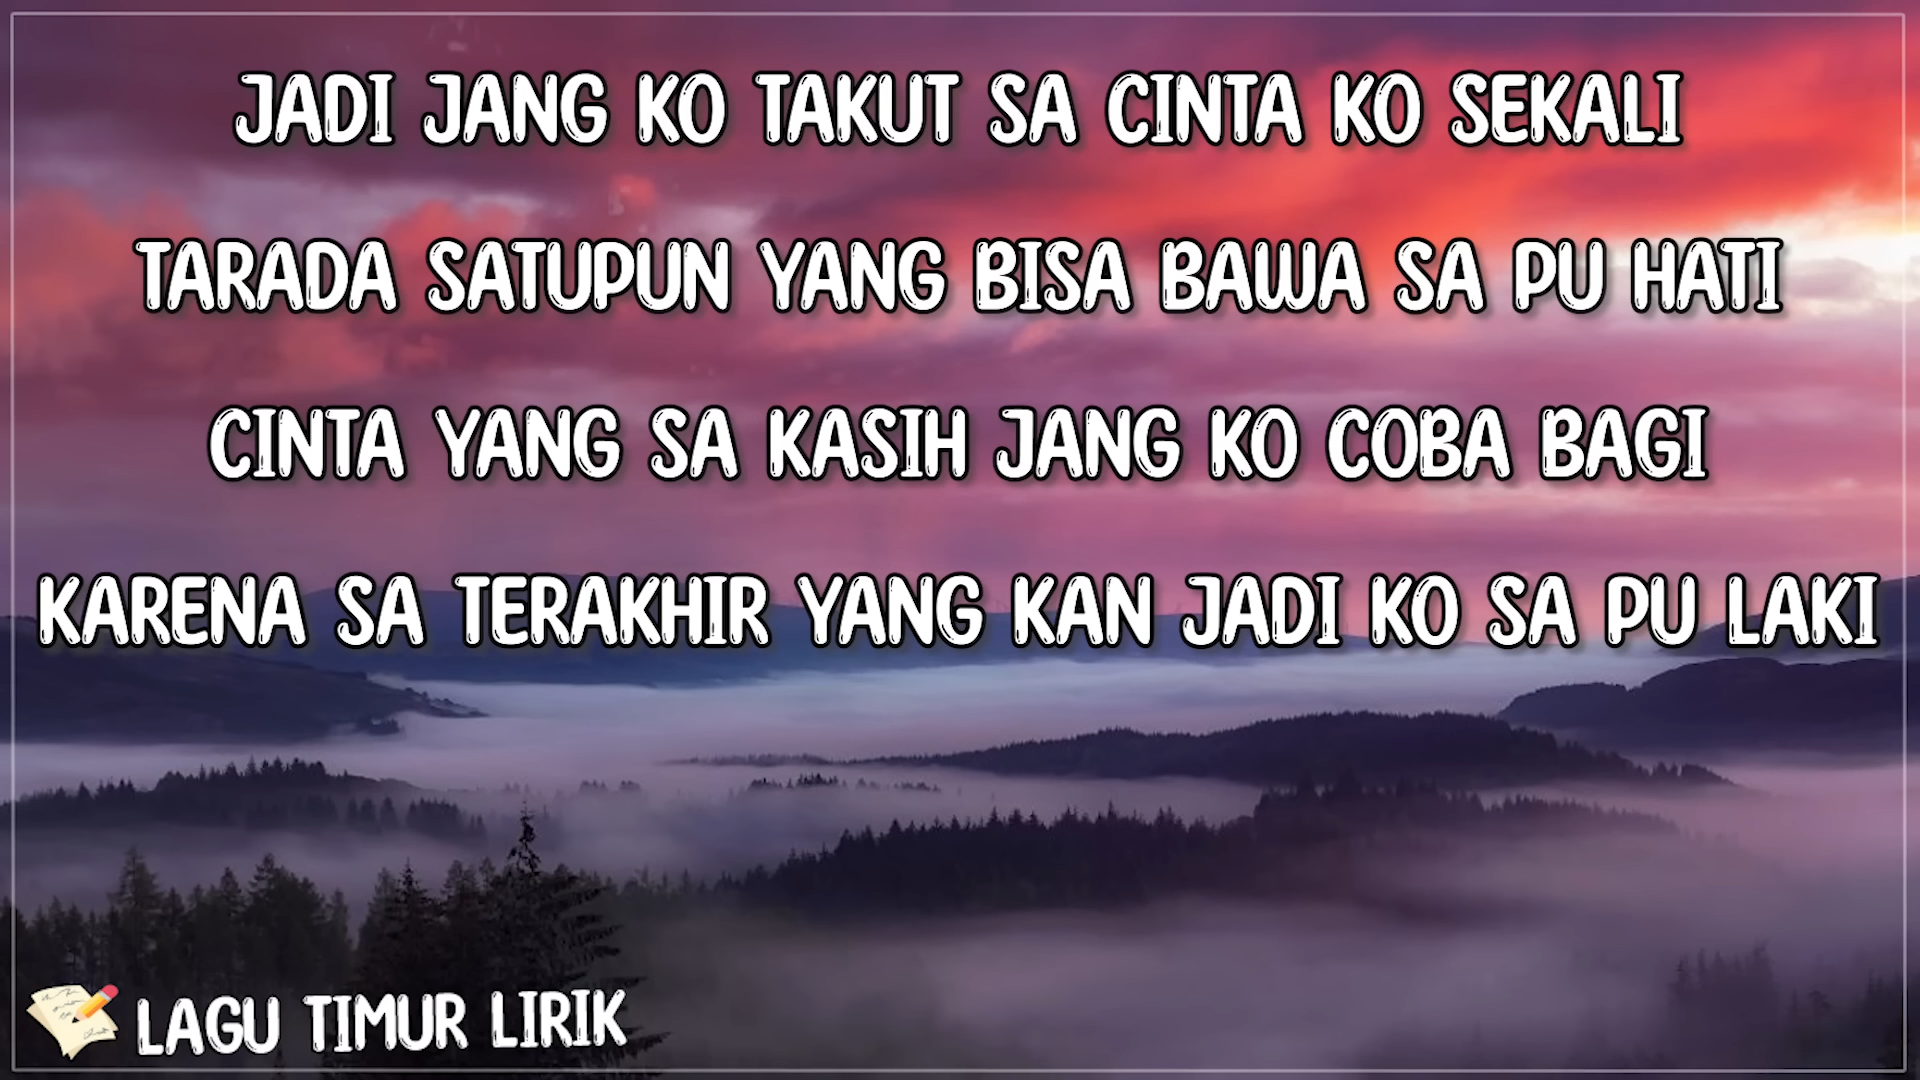 JADI JANG KO TAKUT SA CINTA KO SEKALI
TARADA SATUPUN YANG BISA BAWA SA PU HATI
CINTA YANG SA KASIH JANG KO COBA BAGI
KARENA SA TERAKHIR YANG KAN JADI KO SA PU LAKI
LAGU TIMUR LIRIK